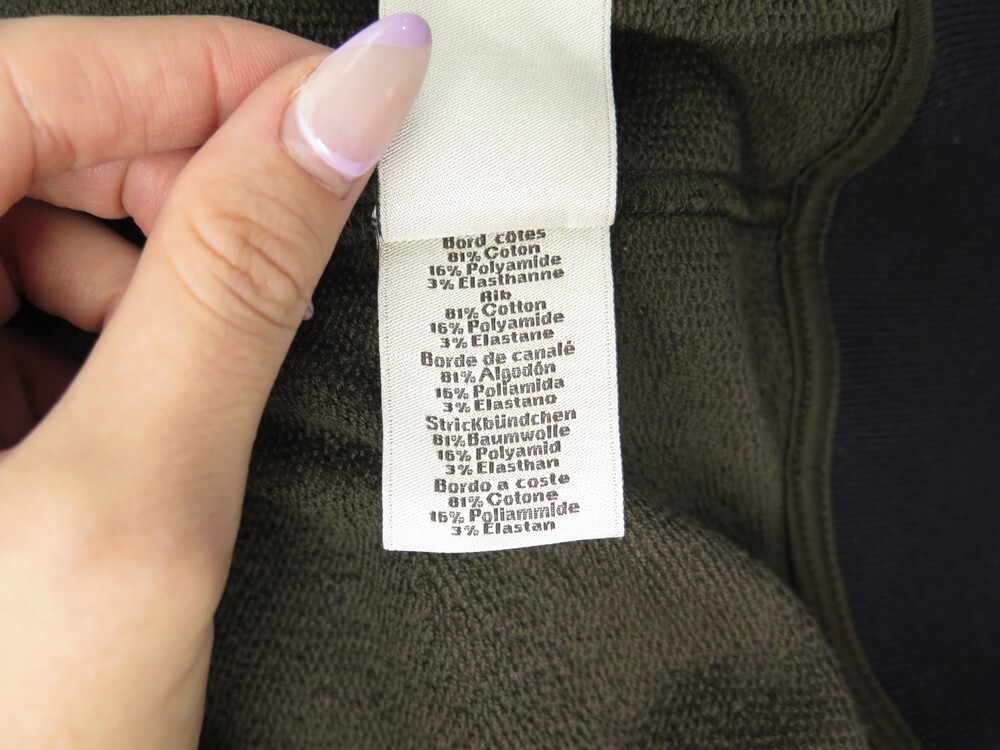 Bord côtes
81% Coton
16% Polyamide
3% Elasthanne
Rib
81% Cotton
16% Polyamide
3% Elastane
Borde de canalé
81% Algodón
16% Poliamida
3% Elastano
StricKbündchen
81% Baumwolle
16% Polyamid
3% Elasthan
Bordo a coste
81% Cotone
16% Poliammide
3% Elastan